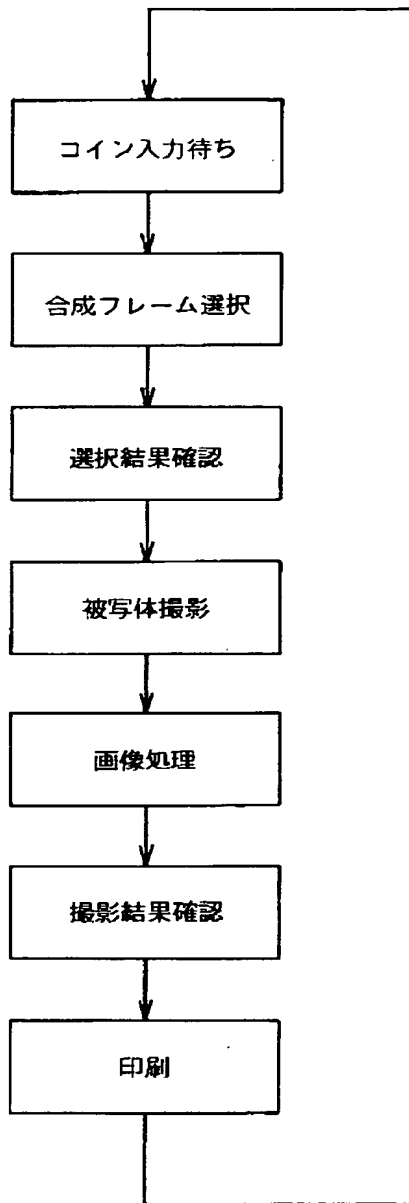 コイン入力待ち
合成フレーム選択
選択結果確認
被写体撮影
画像処理
撮影結果確認
印刷